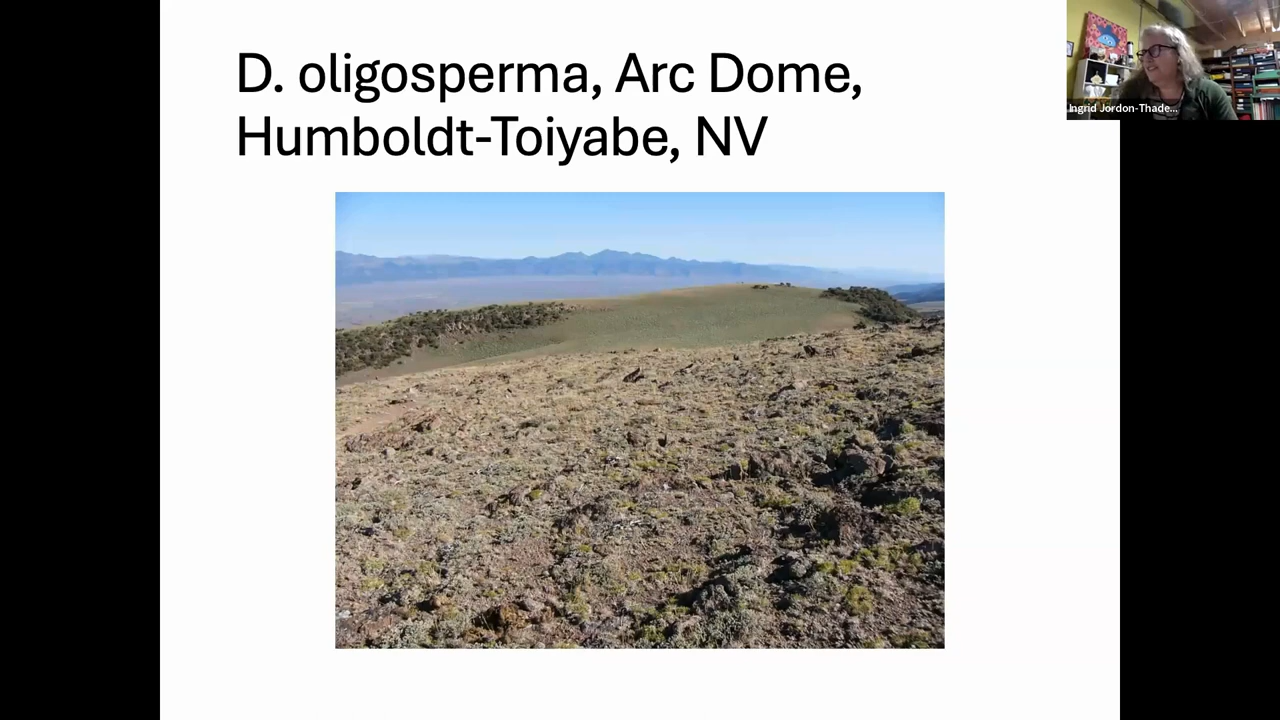 D. oligosperma, Arc Dome,
Humboldt-Toiyabe, NV
Ingrid Jordon-Thade...